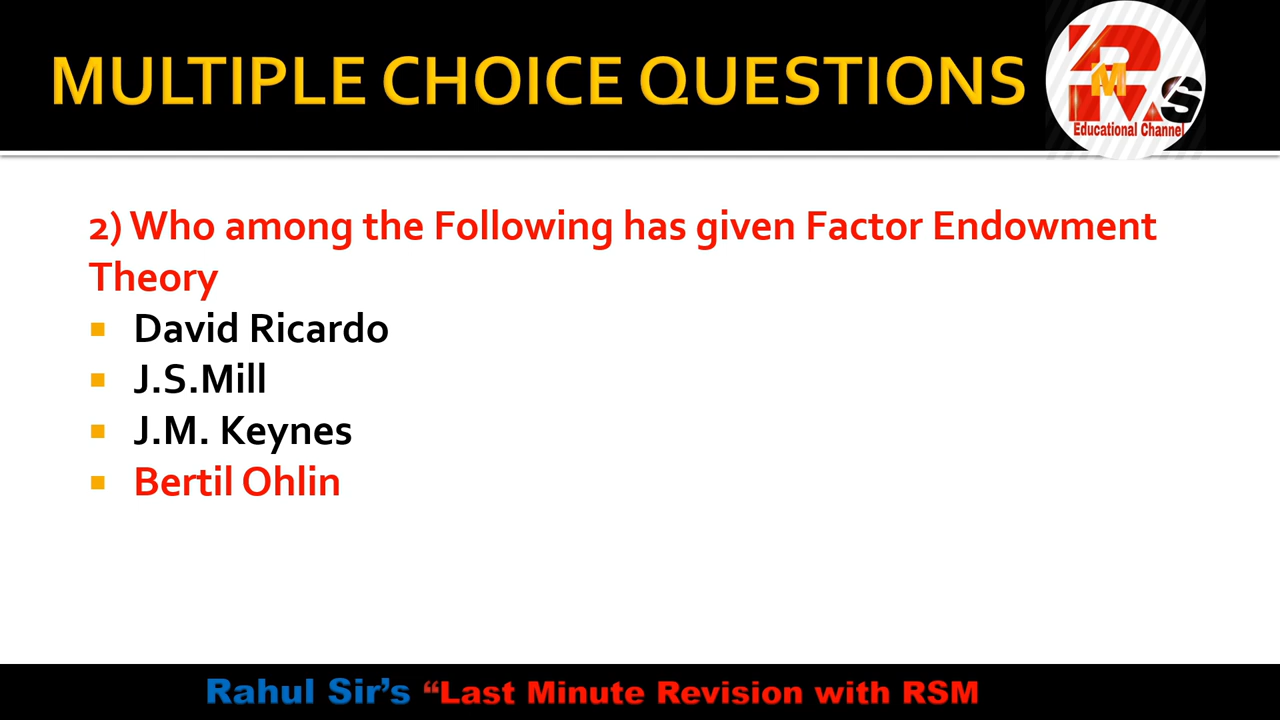 MULTIPLE CHOICE QUESTIONS
RMS
Educational Channel
2) Who among the Following has given Factor Endowment
Theory
David Ricardo
J.S.Mill
J.M. Keynes
Bertil Ohlin
Rahul Sir's “Last Minute Revision with RSM